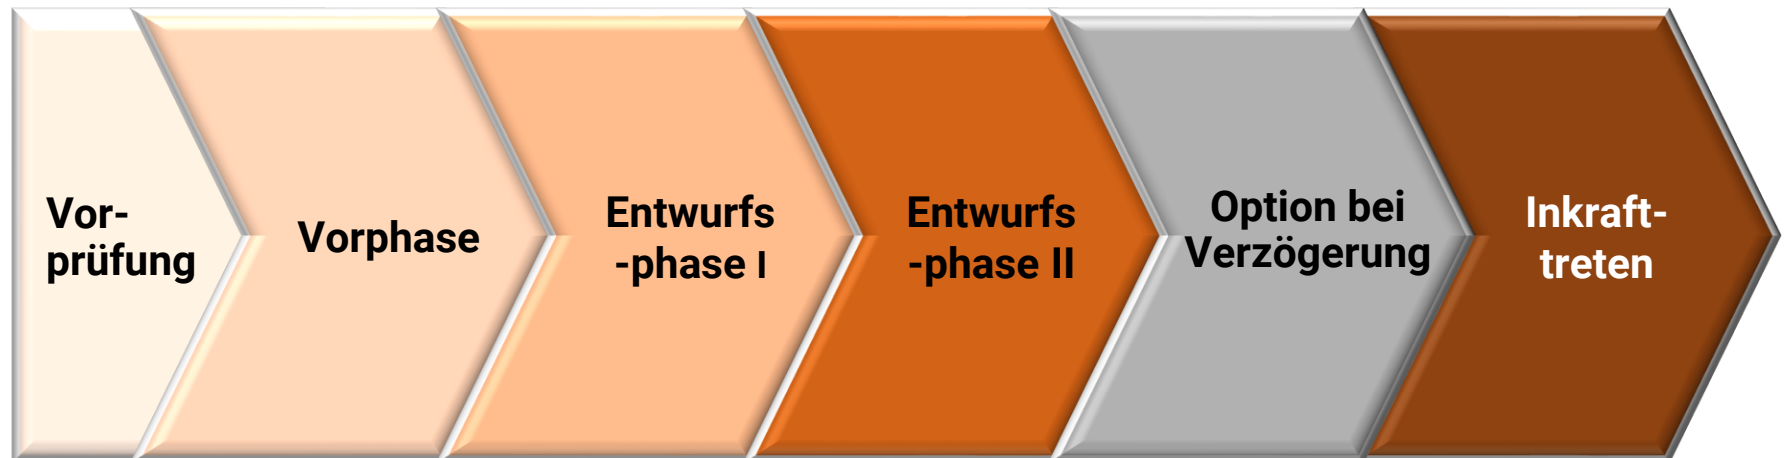 Vor-
prüfung
Vorphase
Entwurfs
-phase I
Entwurfs
-phase II
Option bei
Verzögerung
Inkraft-
treten